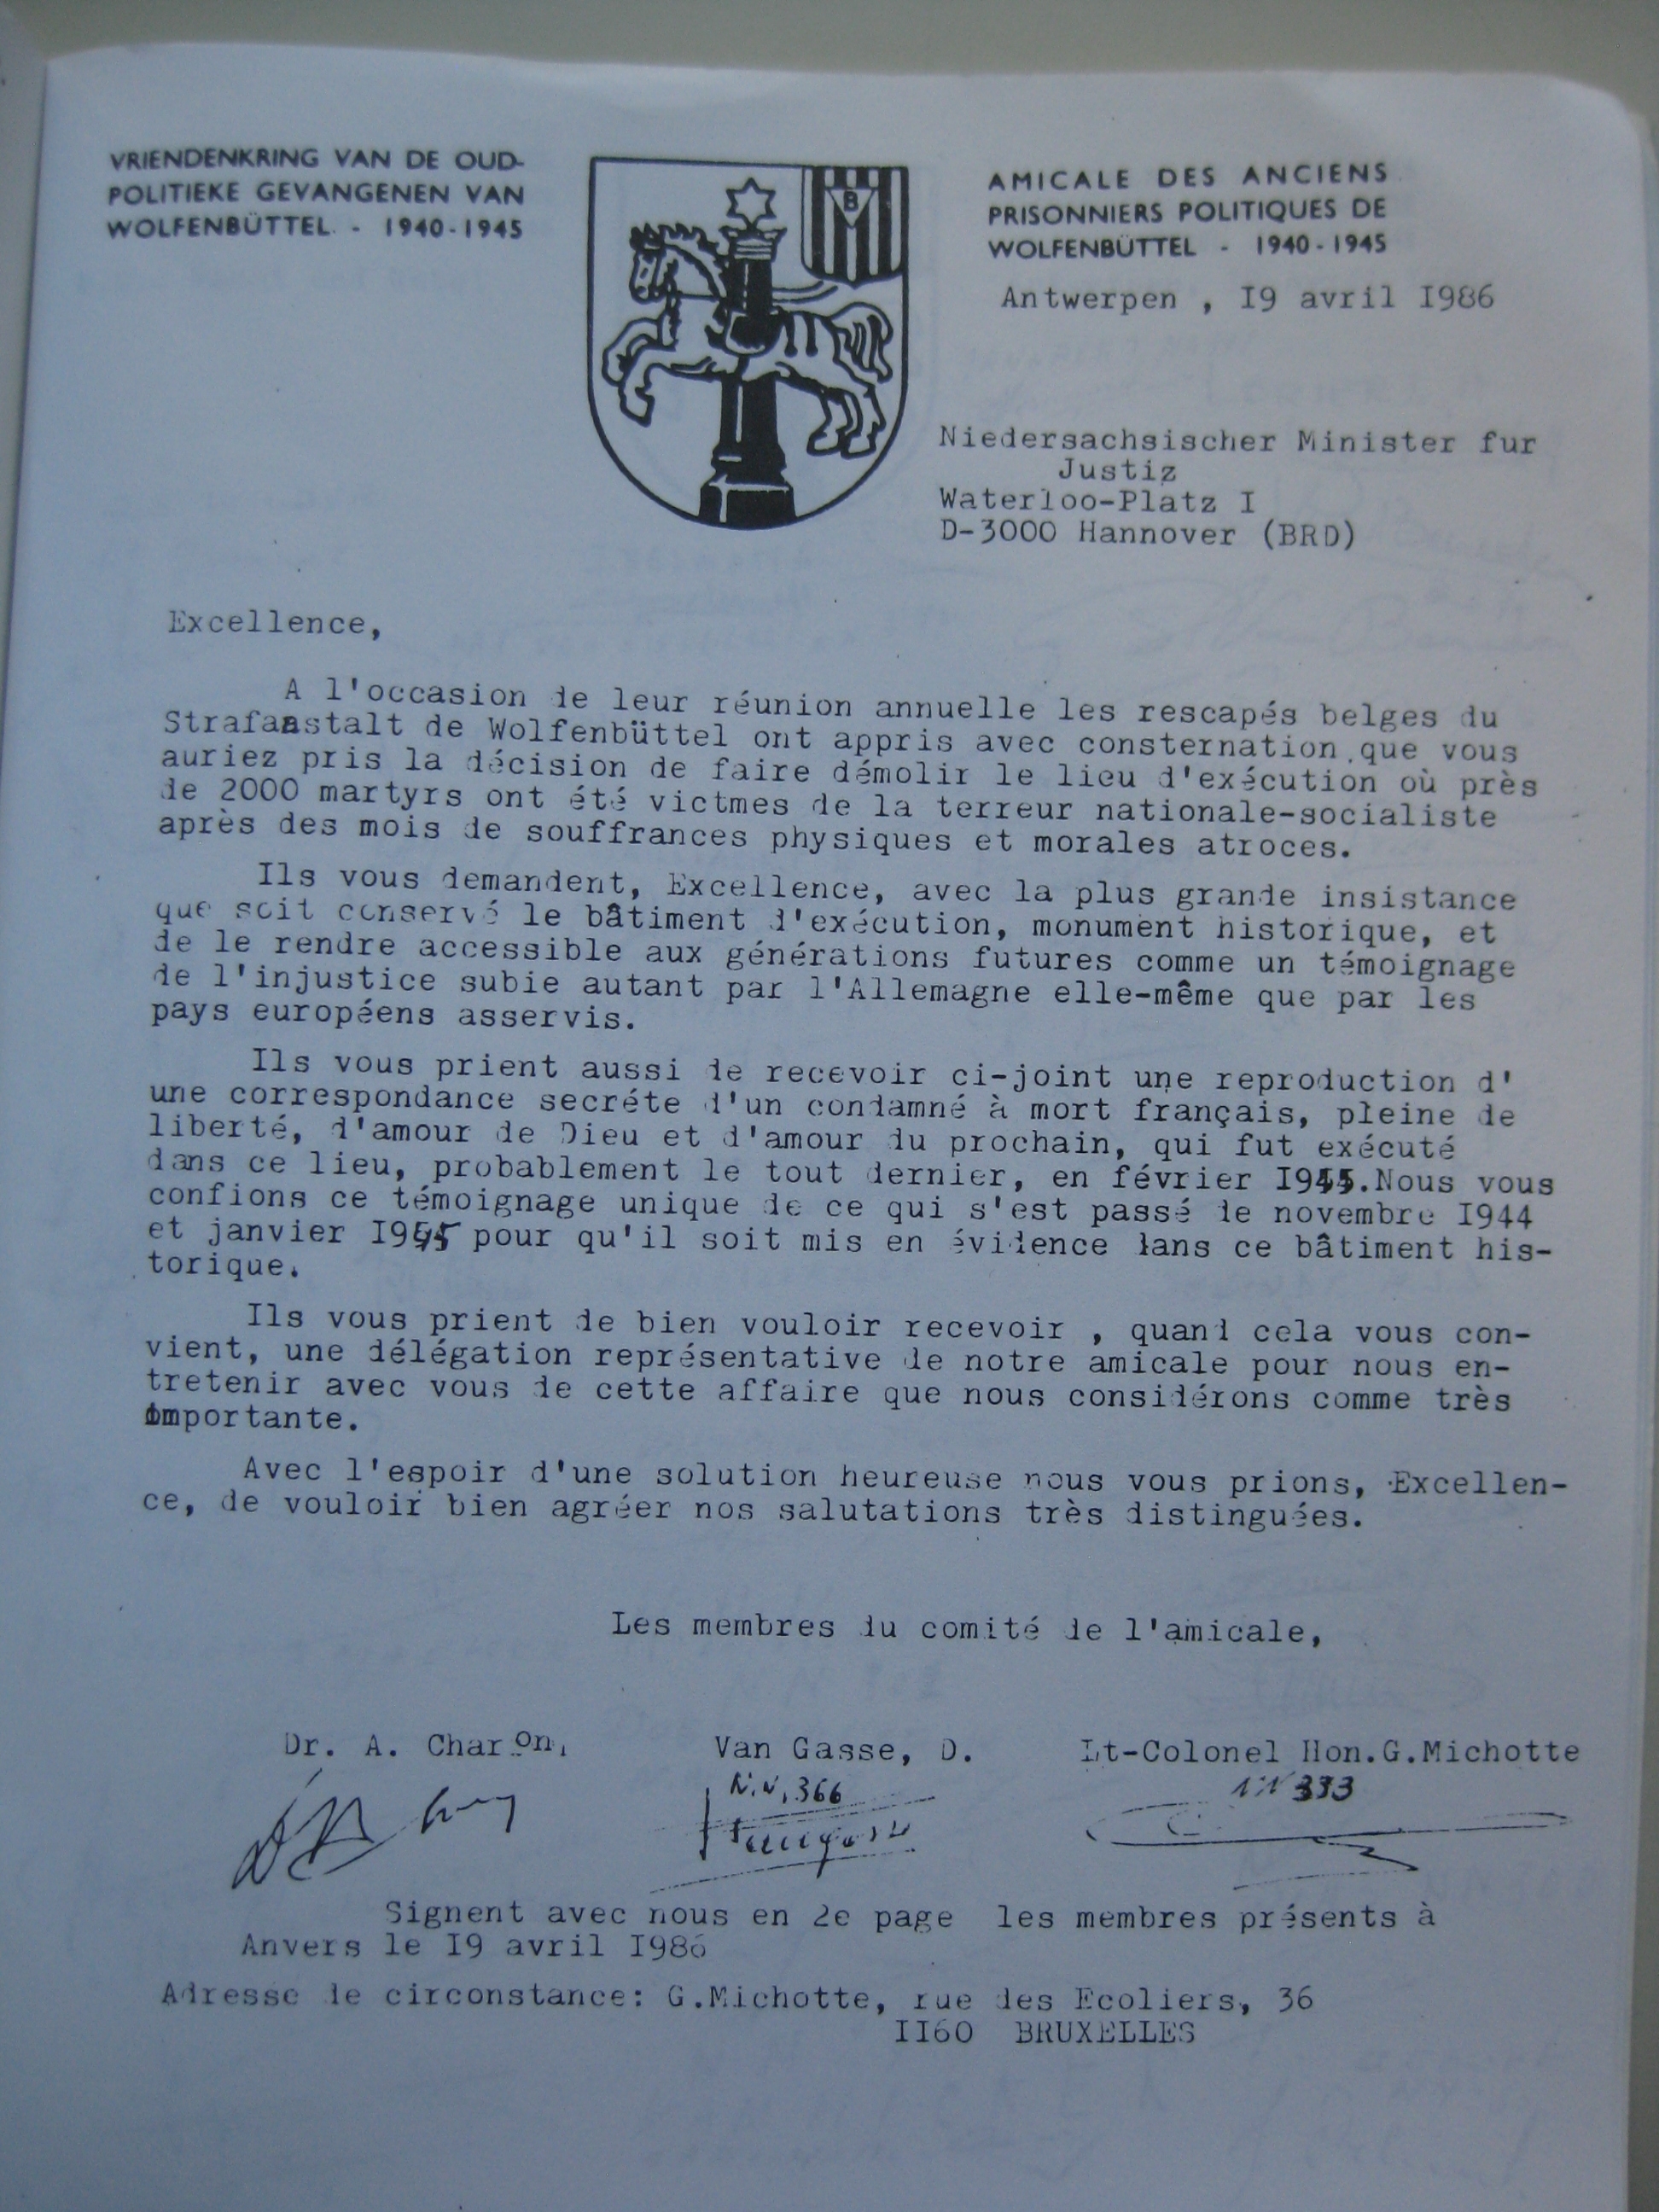 VRIENDENKRING VAN DE OUD-
POLITIEKE GEVANGENEN VAN
WOLFENBÜTTEL - 1940-1945
B
AMICALE DES ANCIENS
PRISONNIERS POLITIQUES DE
WOLFENBÜTTEL - 1940-1945
Antwerpen , I9 avril I986
Niedersachsischer Minister fur
Justiz
Waterloo-Platz I
D-3000 Hannover (BRD)
Excellence,
A l'occasion de leur réunion annuelle les rescapés belges du
Strafanstalt de Wolfenbüttel ont appris avec consternation que vous
auriez pris la décision de faire démolir le lieu d'exécution où près
de 2000 martyrs ont été victmes de la terreur nationale-socialiste
après des mois de souffrances physiques et morales atroces.
Ils vous demandent, Excellence, avec la plus grande insistance
que soit conservé le bâtiment d'exécution, monument historique, et
de le rendre accessible aux générations futures comme un témoignage
de l'injustice subie autant par l'Allemagne elle-même que par les
pays européens asservis.
Ils vous prient aussi de recevoir ci-joint une reproduction d'
une correspondance secréte d'un condamné à mort français, pleine de
liberté, d'amour de Dieu et d'amour du prochain, qui fut exécuté
dans ce lieu, probablement le tout dernier, en février I945.Nous vous
confions ce témoignage unique de ce qui s'est passé de novembre I944
et janvier I945 pour qu'il soit mis en évidence dans ce bâtiment his-
torique.
Ils vous prient de bien vouloir recevoir , quand cela vous con-
vient, une délégation représentative de notre amicale pour nous en-
tretenir avec vous de cette affaire que nous considérons comme très
importante.
Avec l'espoir d'une solution heureuse nous vous prions, Excellen-
ce, de vouloir bien agréer nos salutations très distinguées.
Les membres du comité de l'amicale,
Dr. A. Charon, Van Gasse, D. Lt-Colonel Hon.G.Michotte
N.N. 366 NN 333
Signent avec nous en 2e page les membres présents à
Anvers le I9 avril I986
Adresse de circonstance: G.Michotte, rue des Ecoliers, 36
II60 BRUXELLES